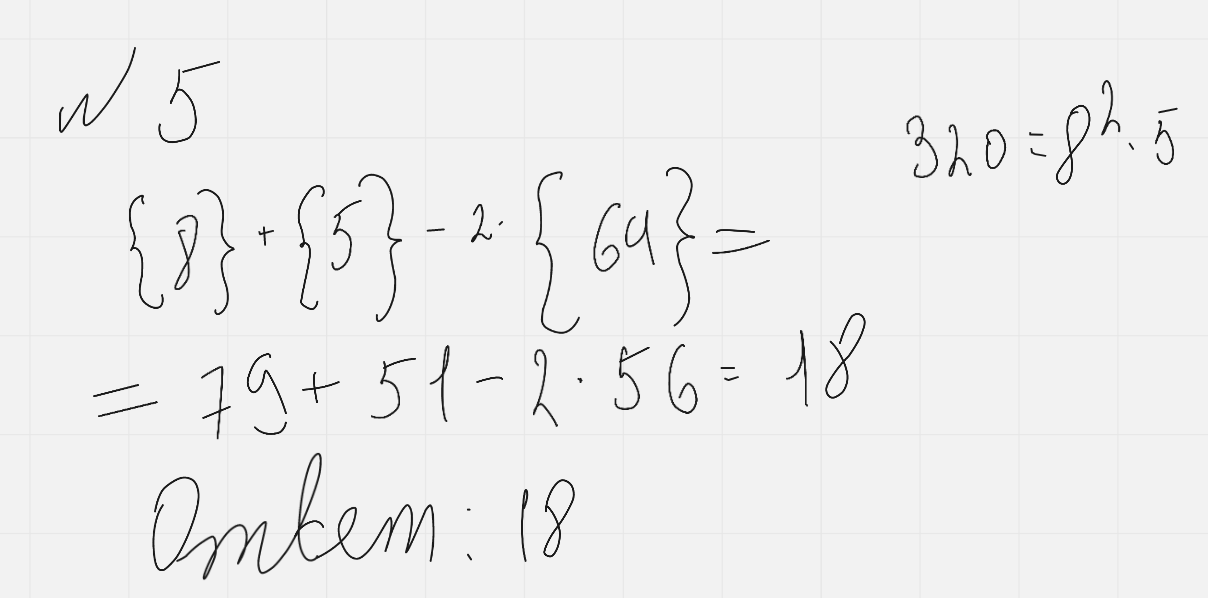 № 5
320 = 8² · 5
{8} + {5} - 2 · {64} =
= 79 + 51 - 2 · 56 = 18
Ответ: 18